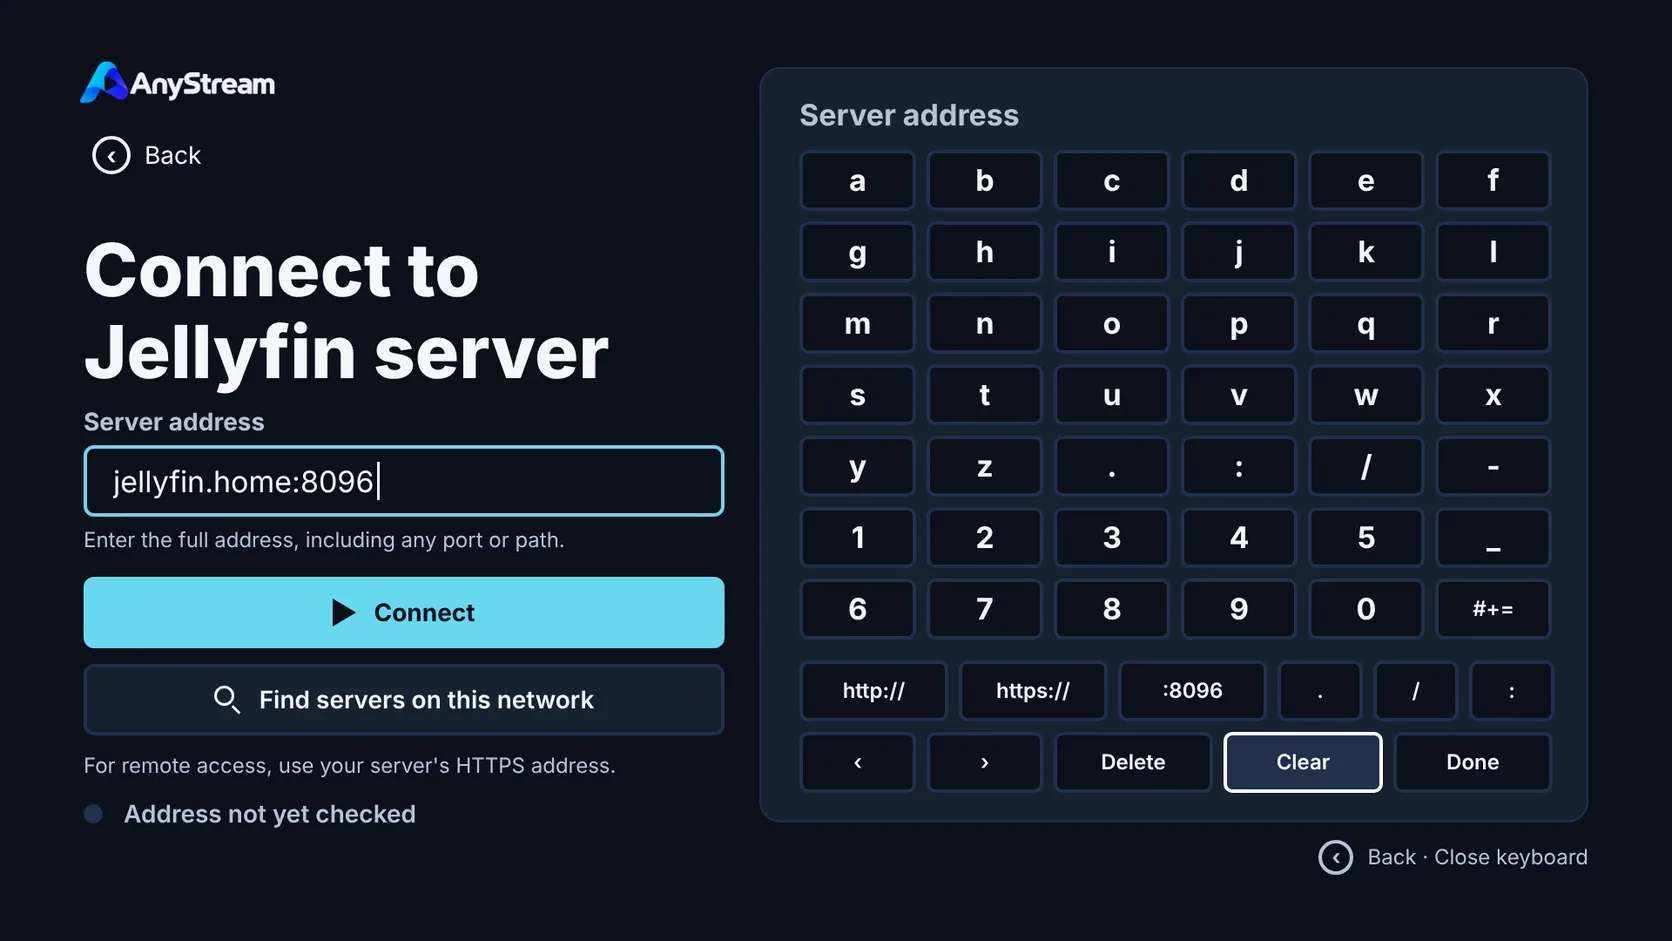 AnyStream
‹ Back
Connect to
Jellyfin server
Server address
jellyfin.home:8096
Enter the full address, including any port or path.
Connect
Find servers on this network
For remote access, use your server's HTTPS address.
Address not yet checked
Server address
a b c d e f
g h i j k l
m n o p q r
s t u v w x
y z . : / -
1 2 3 4 5 _
6 7 8 9 0 #+=
http:// https:// :8096 . / :
‹ › Delete Clear Done
‹ Back · Close keyboard